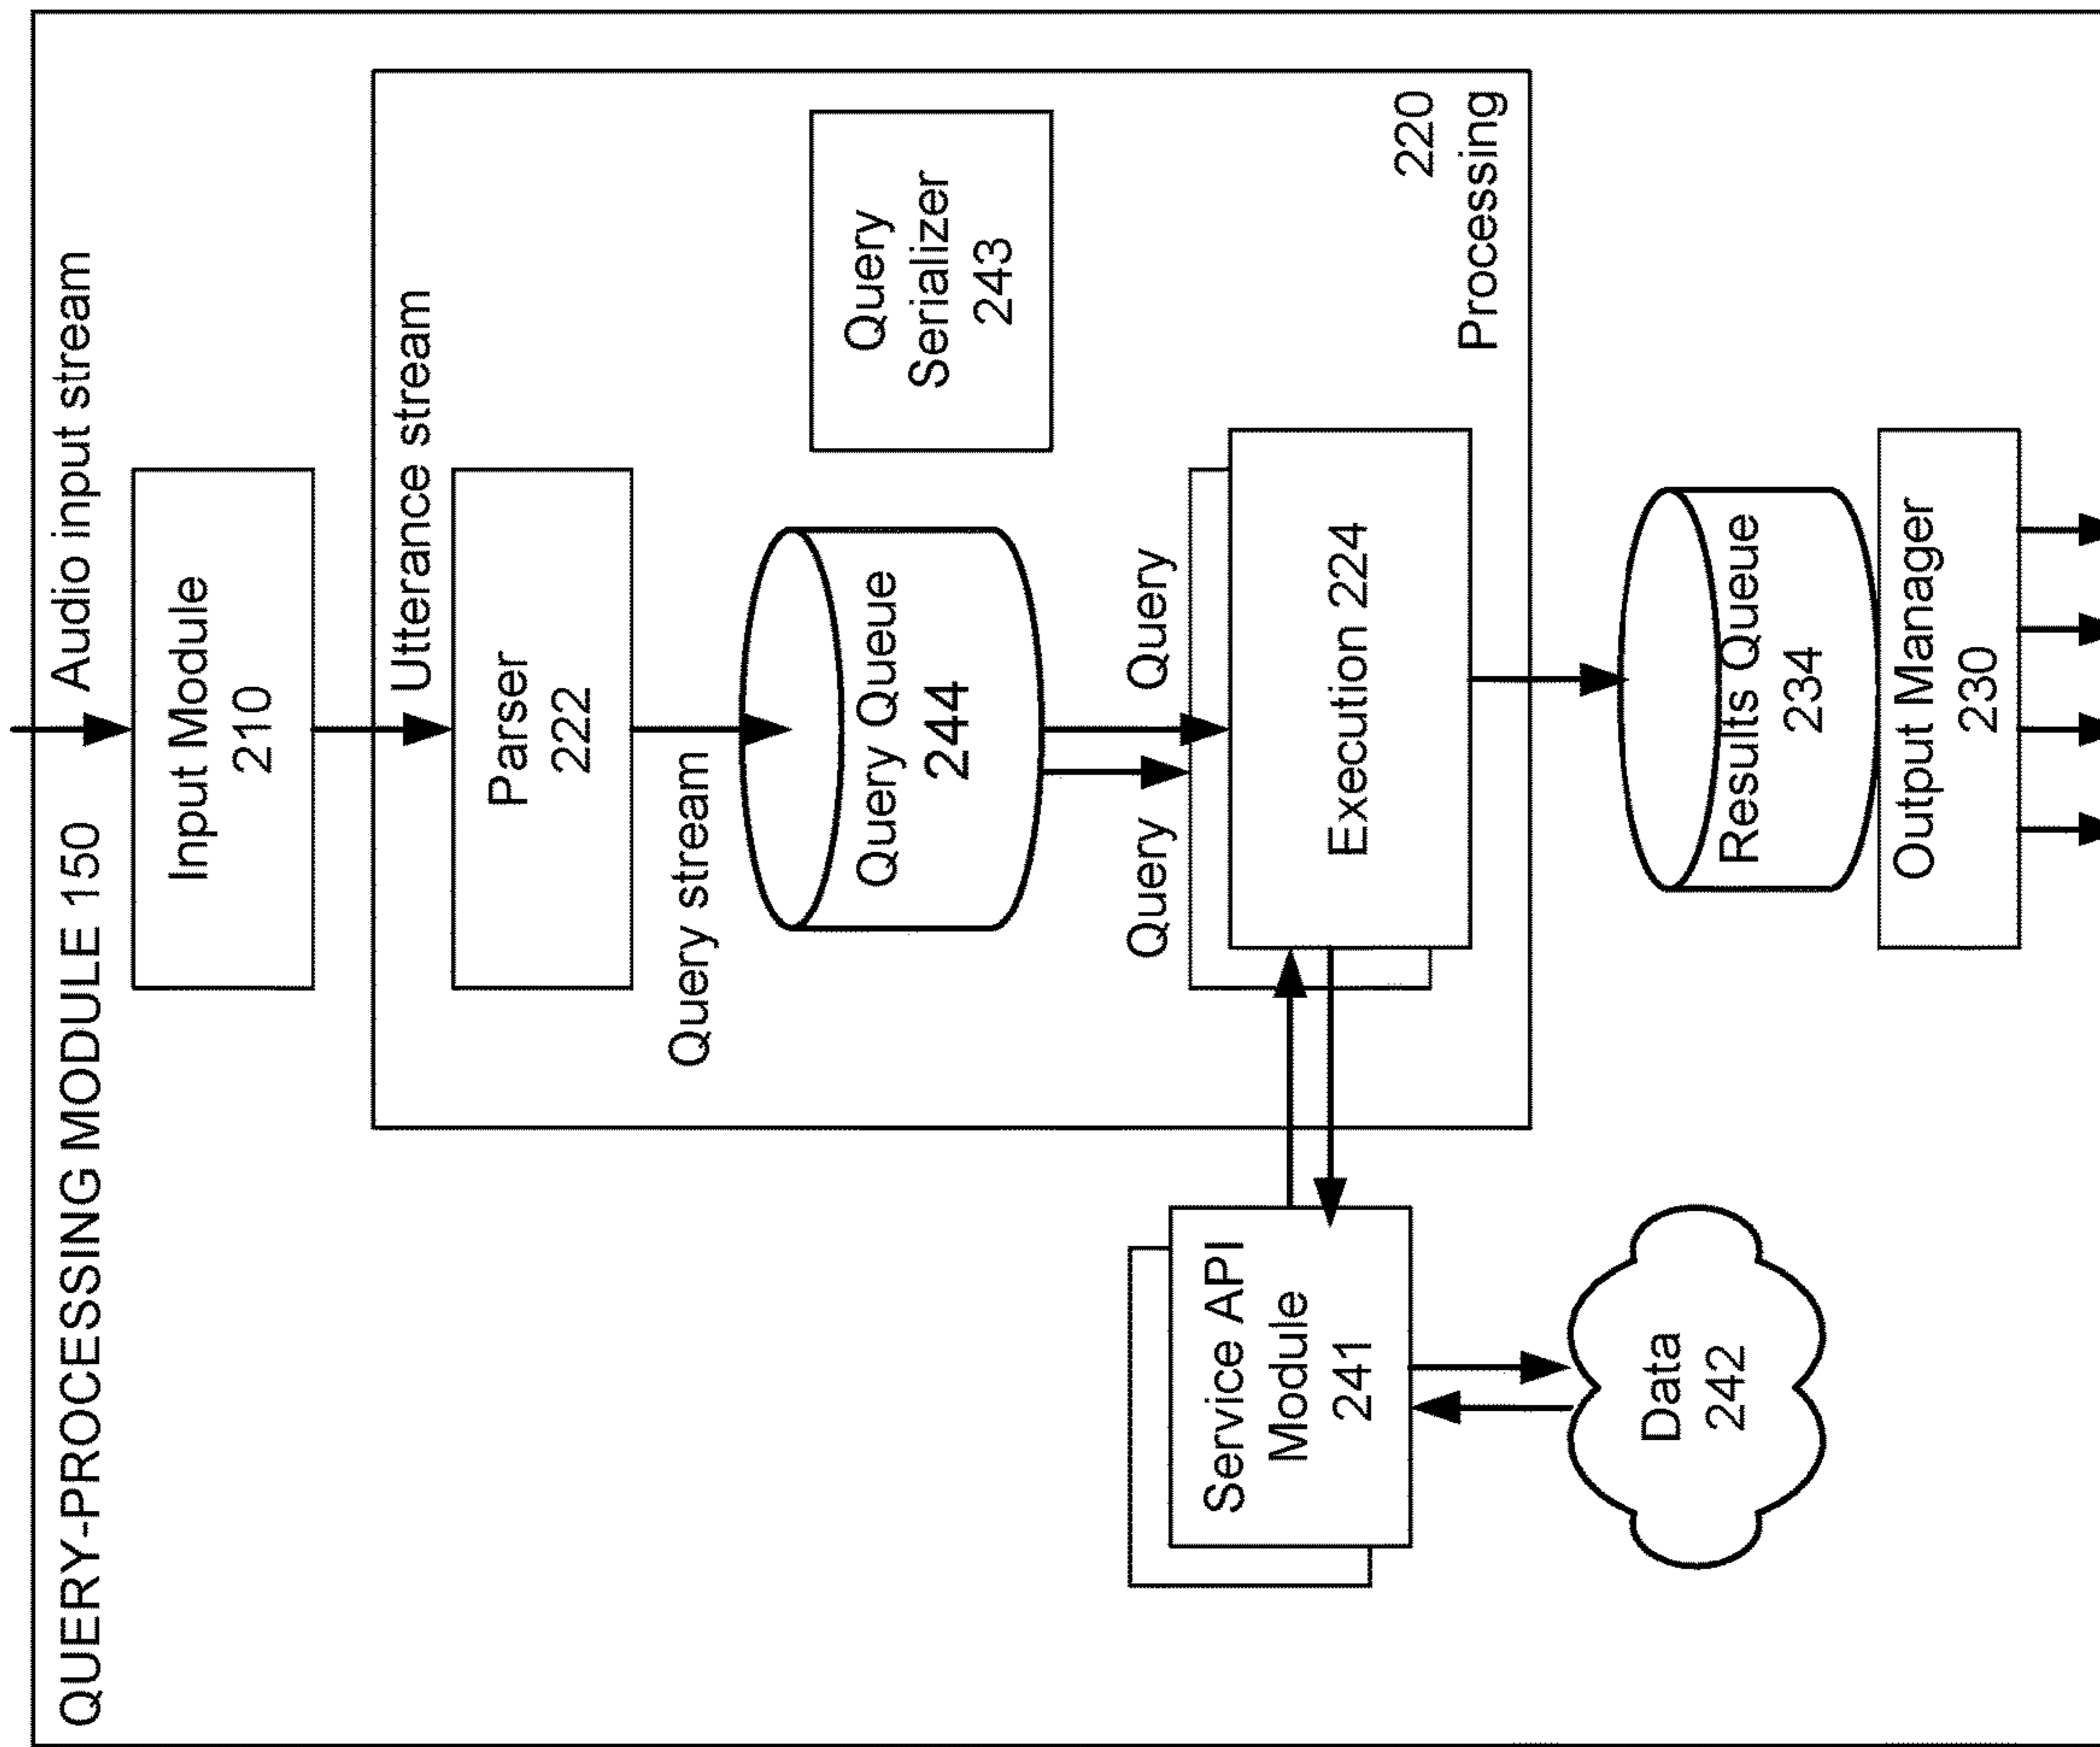 QUERY-PROCESSING MODULE 150
Audio input stream
Input Module
210
Utterance stream
Parser
222
Query stream
Query Queue
244
Query
Serializer
243
Query
Query
Execution 224
220
Processing
Service API
Module
241
Data
242
Results Queue
234
Output Manager
230